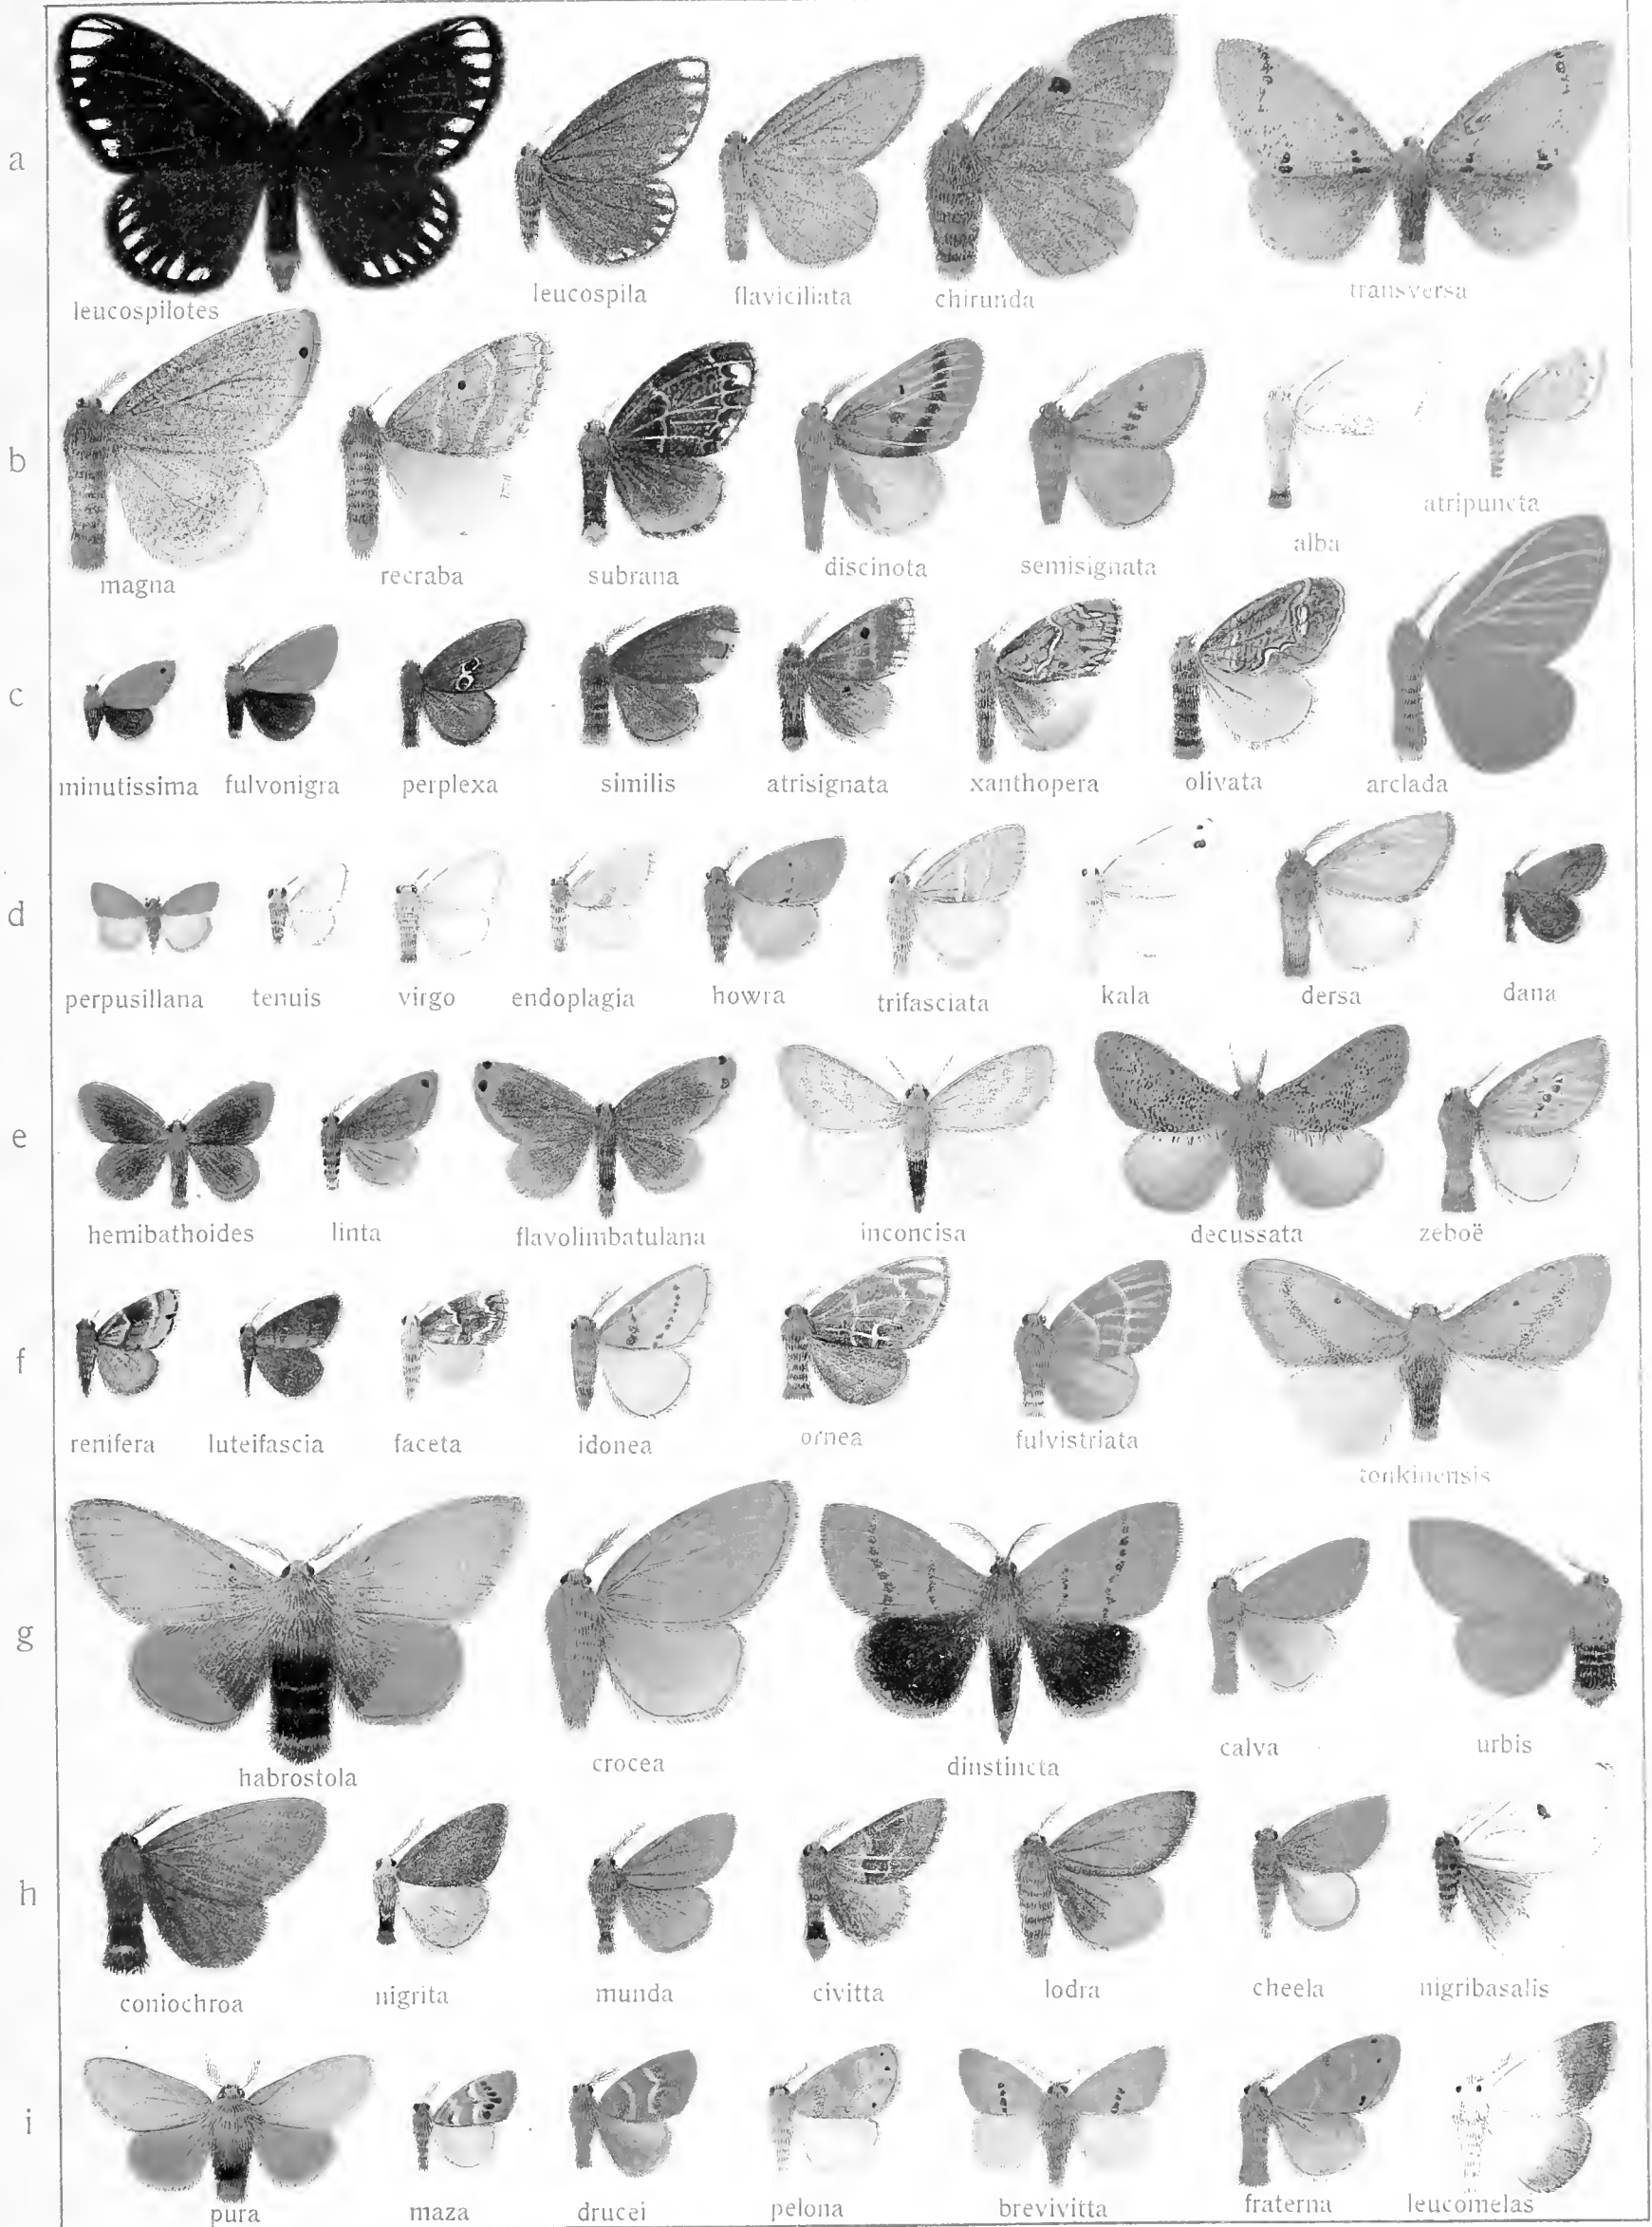 a
leucospilotes leucospila flaviciliata chirunda transversa
b
magna recraba subrana discinota semisignata alba atripuncta
c
minutissima fulvonigra perplexa similis atrisignata xanthopera olivata arclada
d
perpusillana tenuis virgo endoplagia howra trifasciata kala dersa dana
e
hemibathoides linta flavolimbatulana inconcisa decussata zeboë
f
renifera luteifascia faceta idonea ornea fulvistriata tonkinensis
g
habrostola crocea dinstincta calva urbis
h
coniochroa nigrita munda civitta lodra cheela nigribasalis
i
pura maza drucei pelona brevivitta fraterna leucomelas